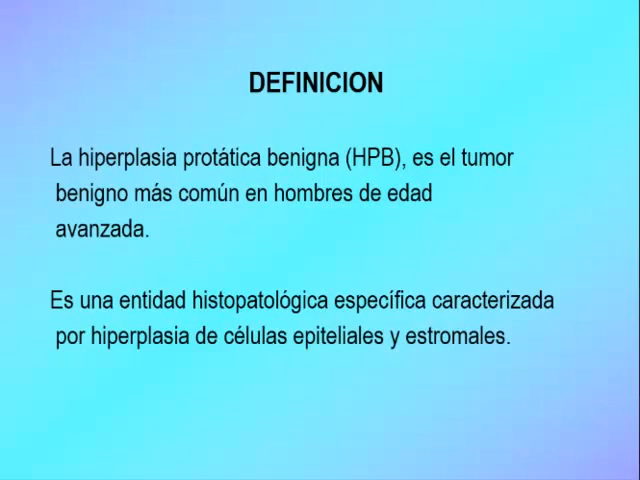 DEFINICION
La hiperplasia protática benigna (HPB), es el tumor
benigno más común en hombres de edad
avanzada.
Es una entidad histopatológica específica caracterizada
por hiperplasia de células epiteliales y estromales.